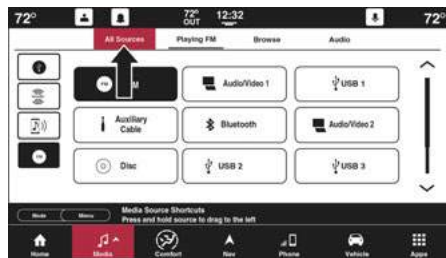 72°
72°
OUT
12:32
72°
All Sources
Playing FM
Browse
Audio
FM
M
Audio/Video 1
USB 1
Auxiliary
Cable
Bluetooth
Audio/Video 2
Disc
USB 2
USB 3
FM
Mode
Menu
Media Source Shortcuts
Press and hold source to drag to the left
Home
Media
Comfort
Nav
Phone
Vehicle
Apps